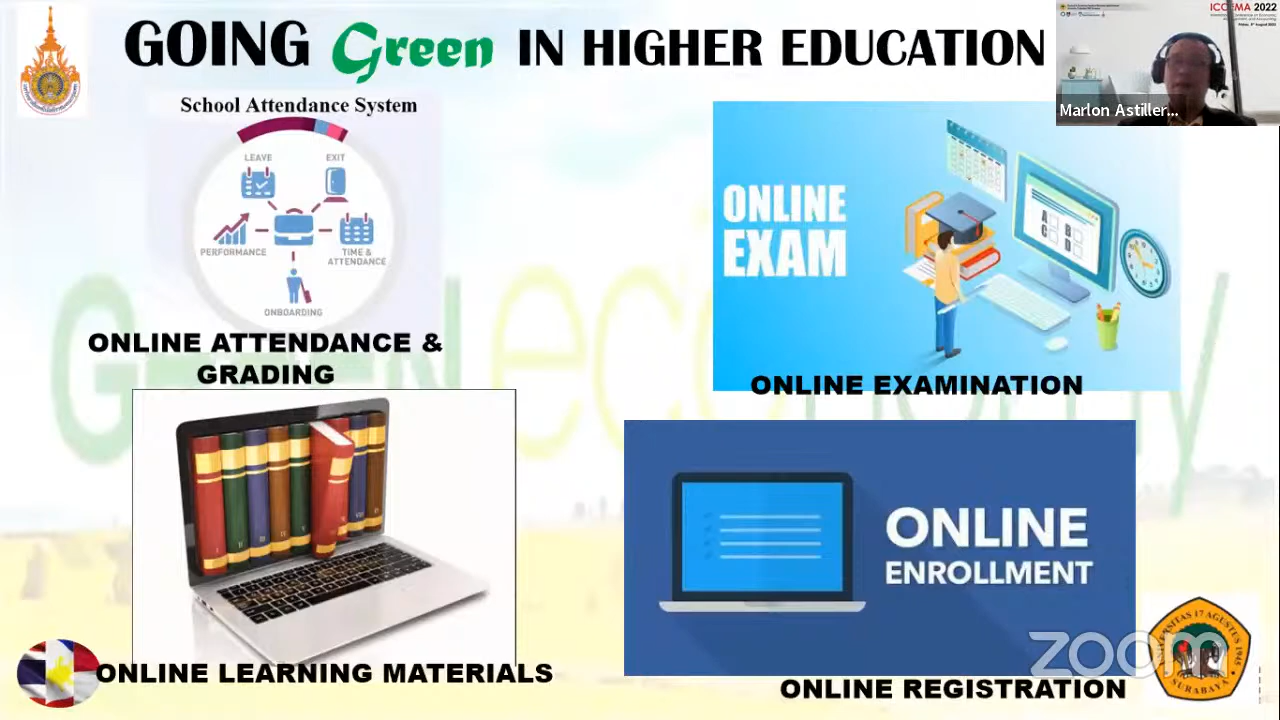 GOING Green IN HIGHER EDUCATION
ICOEMA 2022
Marlon Astiller...
School Attendance System
LEAVE
EXIT
PERFORMANCE
TIME &
ATTENDANCE
ONBOARDING
ONLINE ATTENDANCE &
GRADING
ONLINE
EXAM
A
B
C
D
ONLINE EXAMINATION
ONLINE LEARNING MATERIALS
ONLINE
ENROLLMENT
ONLINE REGISTRATION
zoom
SURABAYA